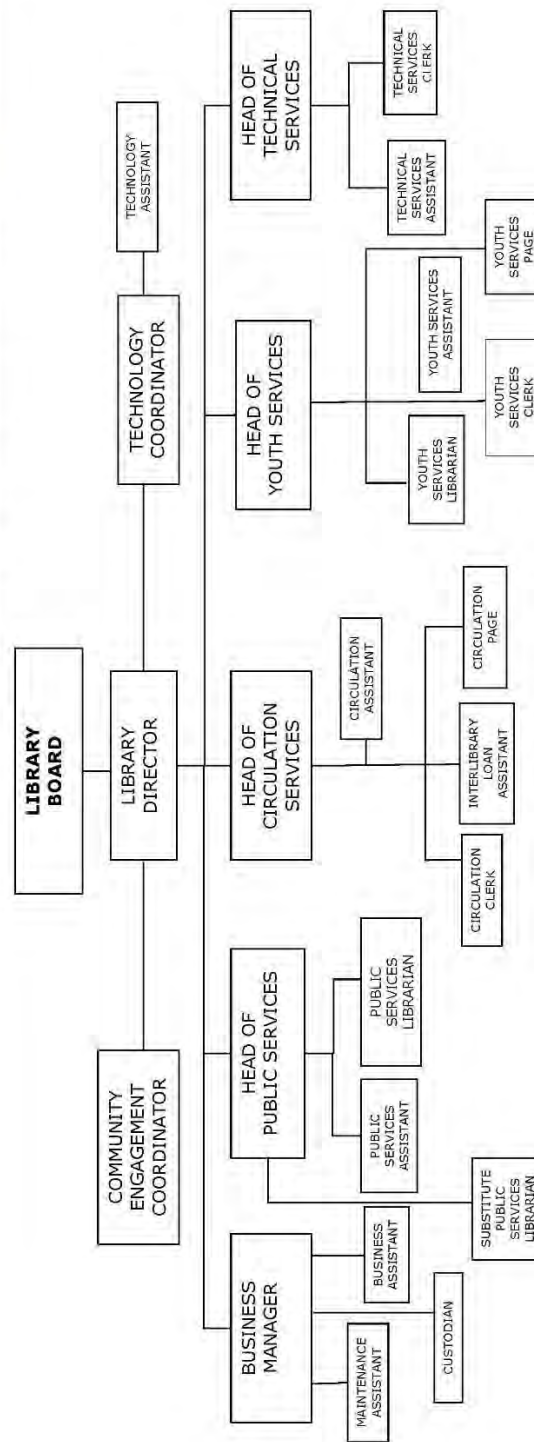 LIBRARY
BOARD
COMMUNITY
ENGAGEMENT
COORDINATOR
LIBRARY
DIRECTOR
TECHNOLOGY
COORDINATOR
TECHNOLOGY
ASSISTANT
BUSINESS
MANAGER
HEAD OF
PUBLIC SERVICES
HEAD OF
CIRCULATION
SERVICES
HEAD OF
YOUTH SERVICES
HEAD OF
TECHNICAL
SERVICES
MAINTENANCE
ASSISTANT
CUSTODIAN
BUSINESS
ASSISTANT
SUBSTITUTE
PUBLIC
SERVICES
LIBRARIAN
PUBLIC
SERVICES
ASSISTANT
PUBLIC
SERVICES
LIBRARIAN
CIRCULATION
ASSISTANT
CIRCULATION
CLERK
INTERLIBRARY
LOAN
ASSISTANT
CIRCULATION
PAGE
YOUTH
SERVICES
LIBRARIAN
YOUTH SERVICES
ASSISTANT
YOUTH
SERVICES
CLERK
YOUTH
SERVICES
PAGE
TECHNICAL
SERVICES
ASSISTANT
TECHNICAL
SERVICES
CLERK